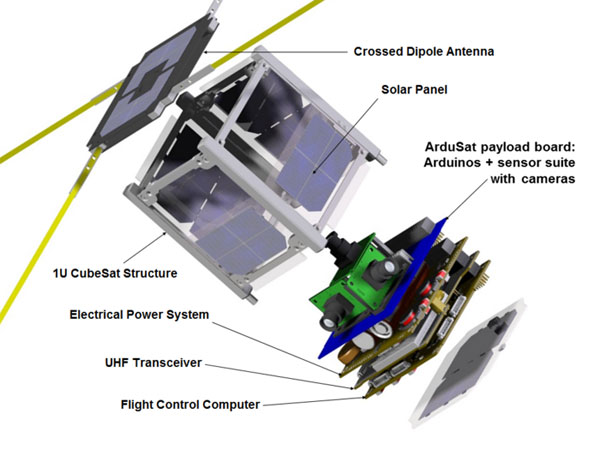 Crossed Dipole Antenna
Solar Panel
ArduSat payload board:
Arduinos + sensor suite
with cameras
1U CubeSat Structure
Electrical Power System
UHF Transceiver
Flight Control Computer